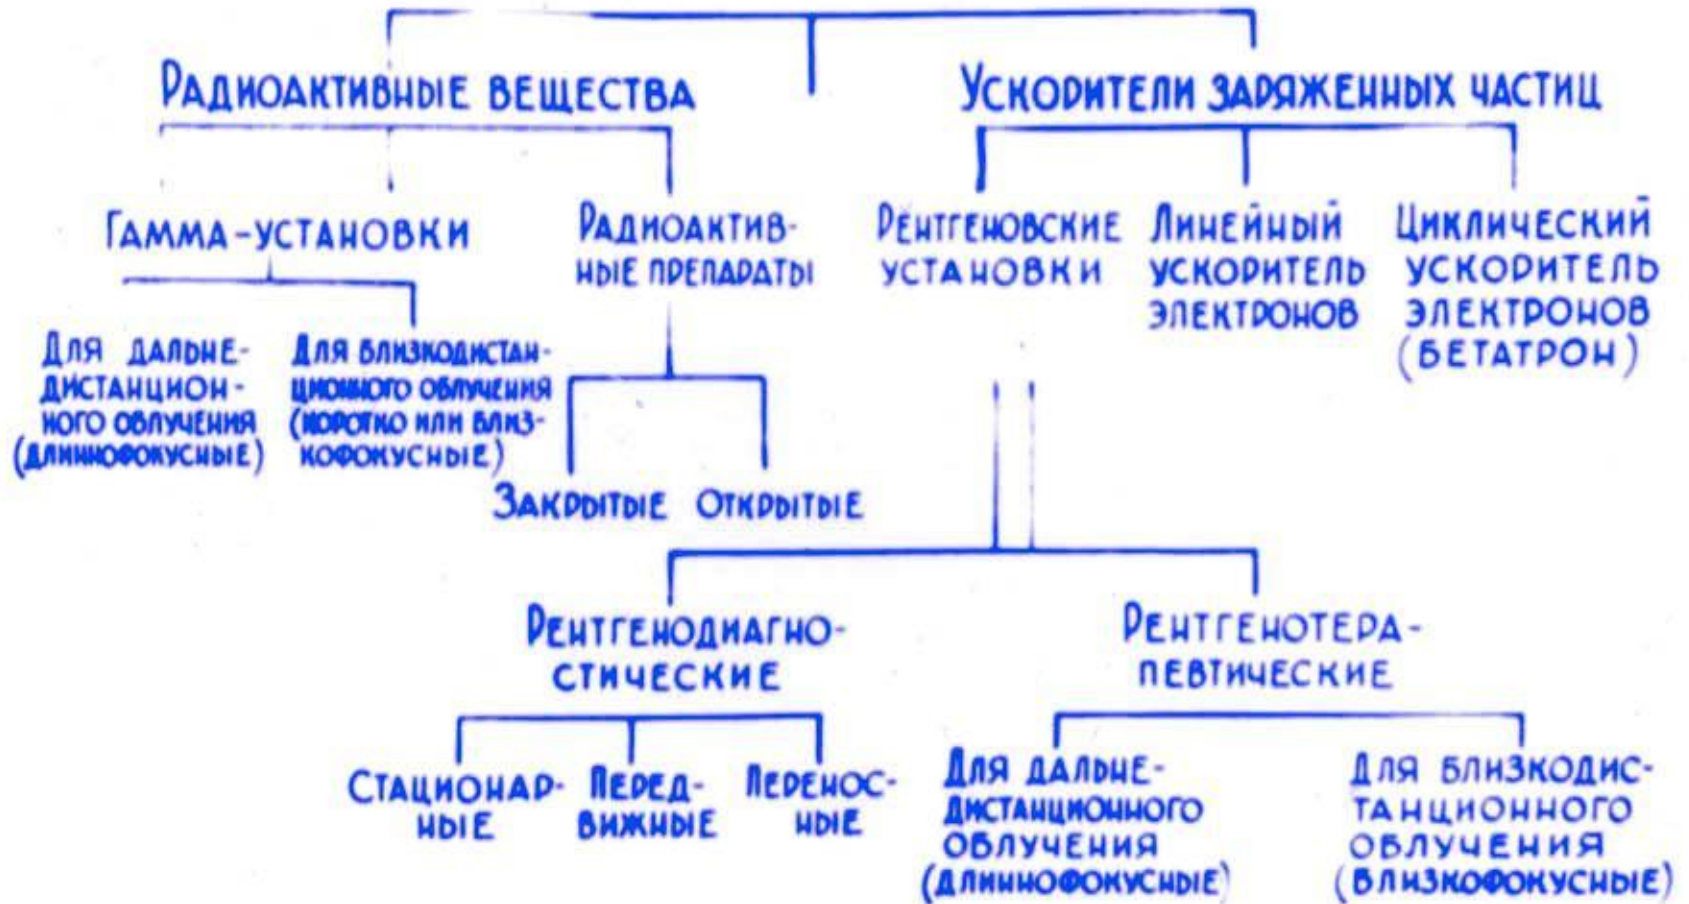 Радиоактивные вещества
Ускорители заряженных частиц
Гамма-установки
Радиоактив-
ные препараты
Рентгеновские
установки
Линейный
ускоритель
электронов
Циклический
ускоритель
электронов
(бетатрон)
Для дальне-
дистанцион-
ного облучения
(длиннофокусные)
Для близкодистан-
ционного облучения
(коротко или близ-
кофокусные)
Закрытые
Открытые
Рентгенодиагно-
стические
Рентгенотера-
певтические
Стационар-
ные
Перед-
вижные
Перенос-
ные
Для дальне-
дистанционного
облучения
(длиннофокусные)
Для близкодис-
танционного
облучения
(близкофокусные)